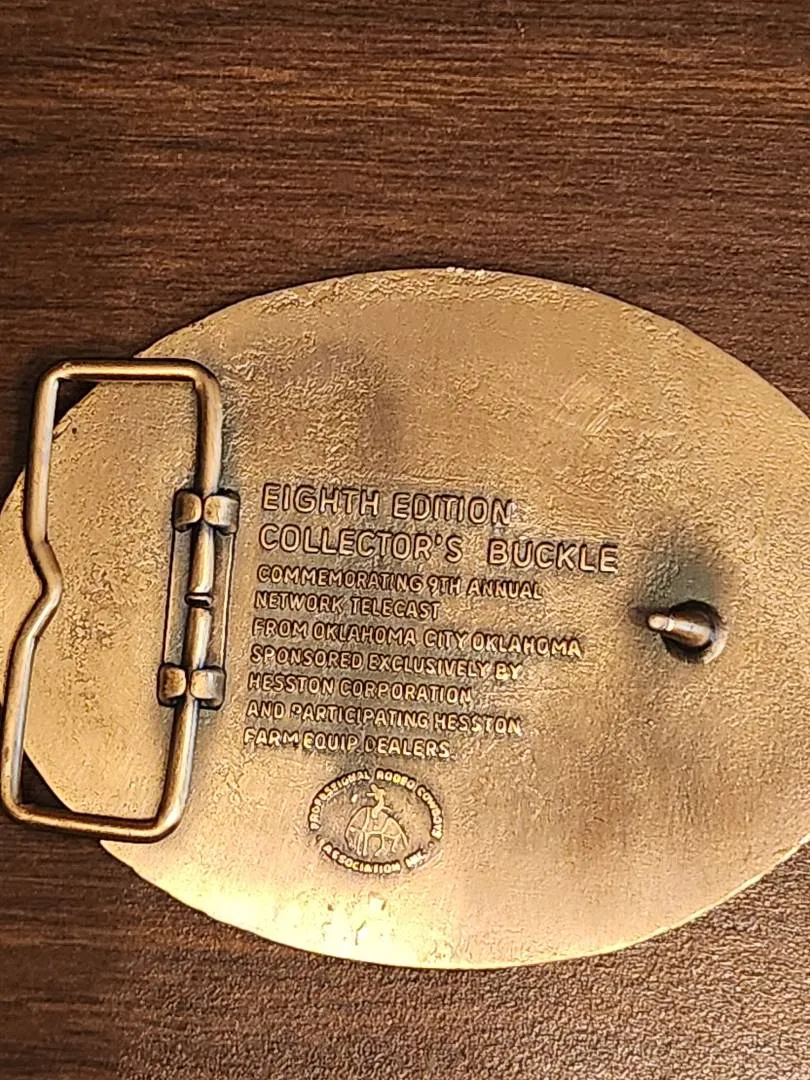 EIGHTH EDITION
COLLECTOR'S BUCKLE
COMMEMORATING 9TH ANNUAL
NETWORK TELECAST
FROM OKLAHOMA CITY OKLAHOMA
SPONSORED EXCLUSIVELY BY
HESSTON CORPORATION
AND PARTICIPATING HESSTON
FARM EQUIP. DEALERS.
PROFESSIONAL RODEO COWBOYS
ASSOCIATION INC.